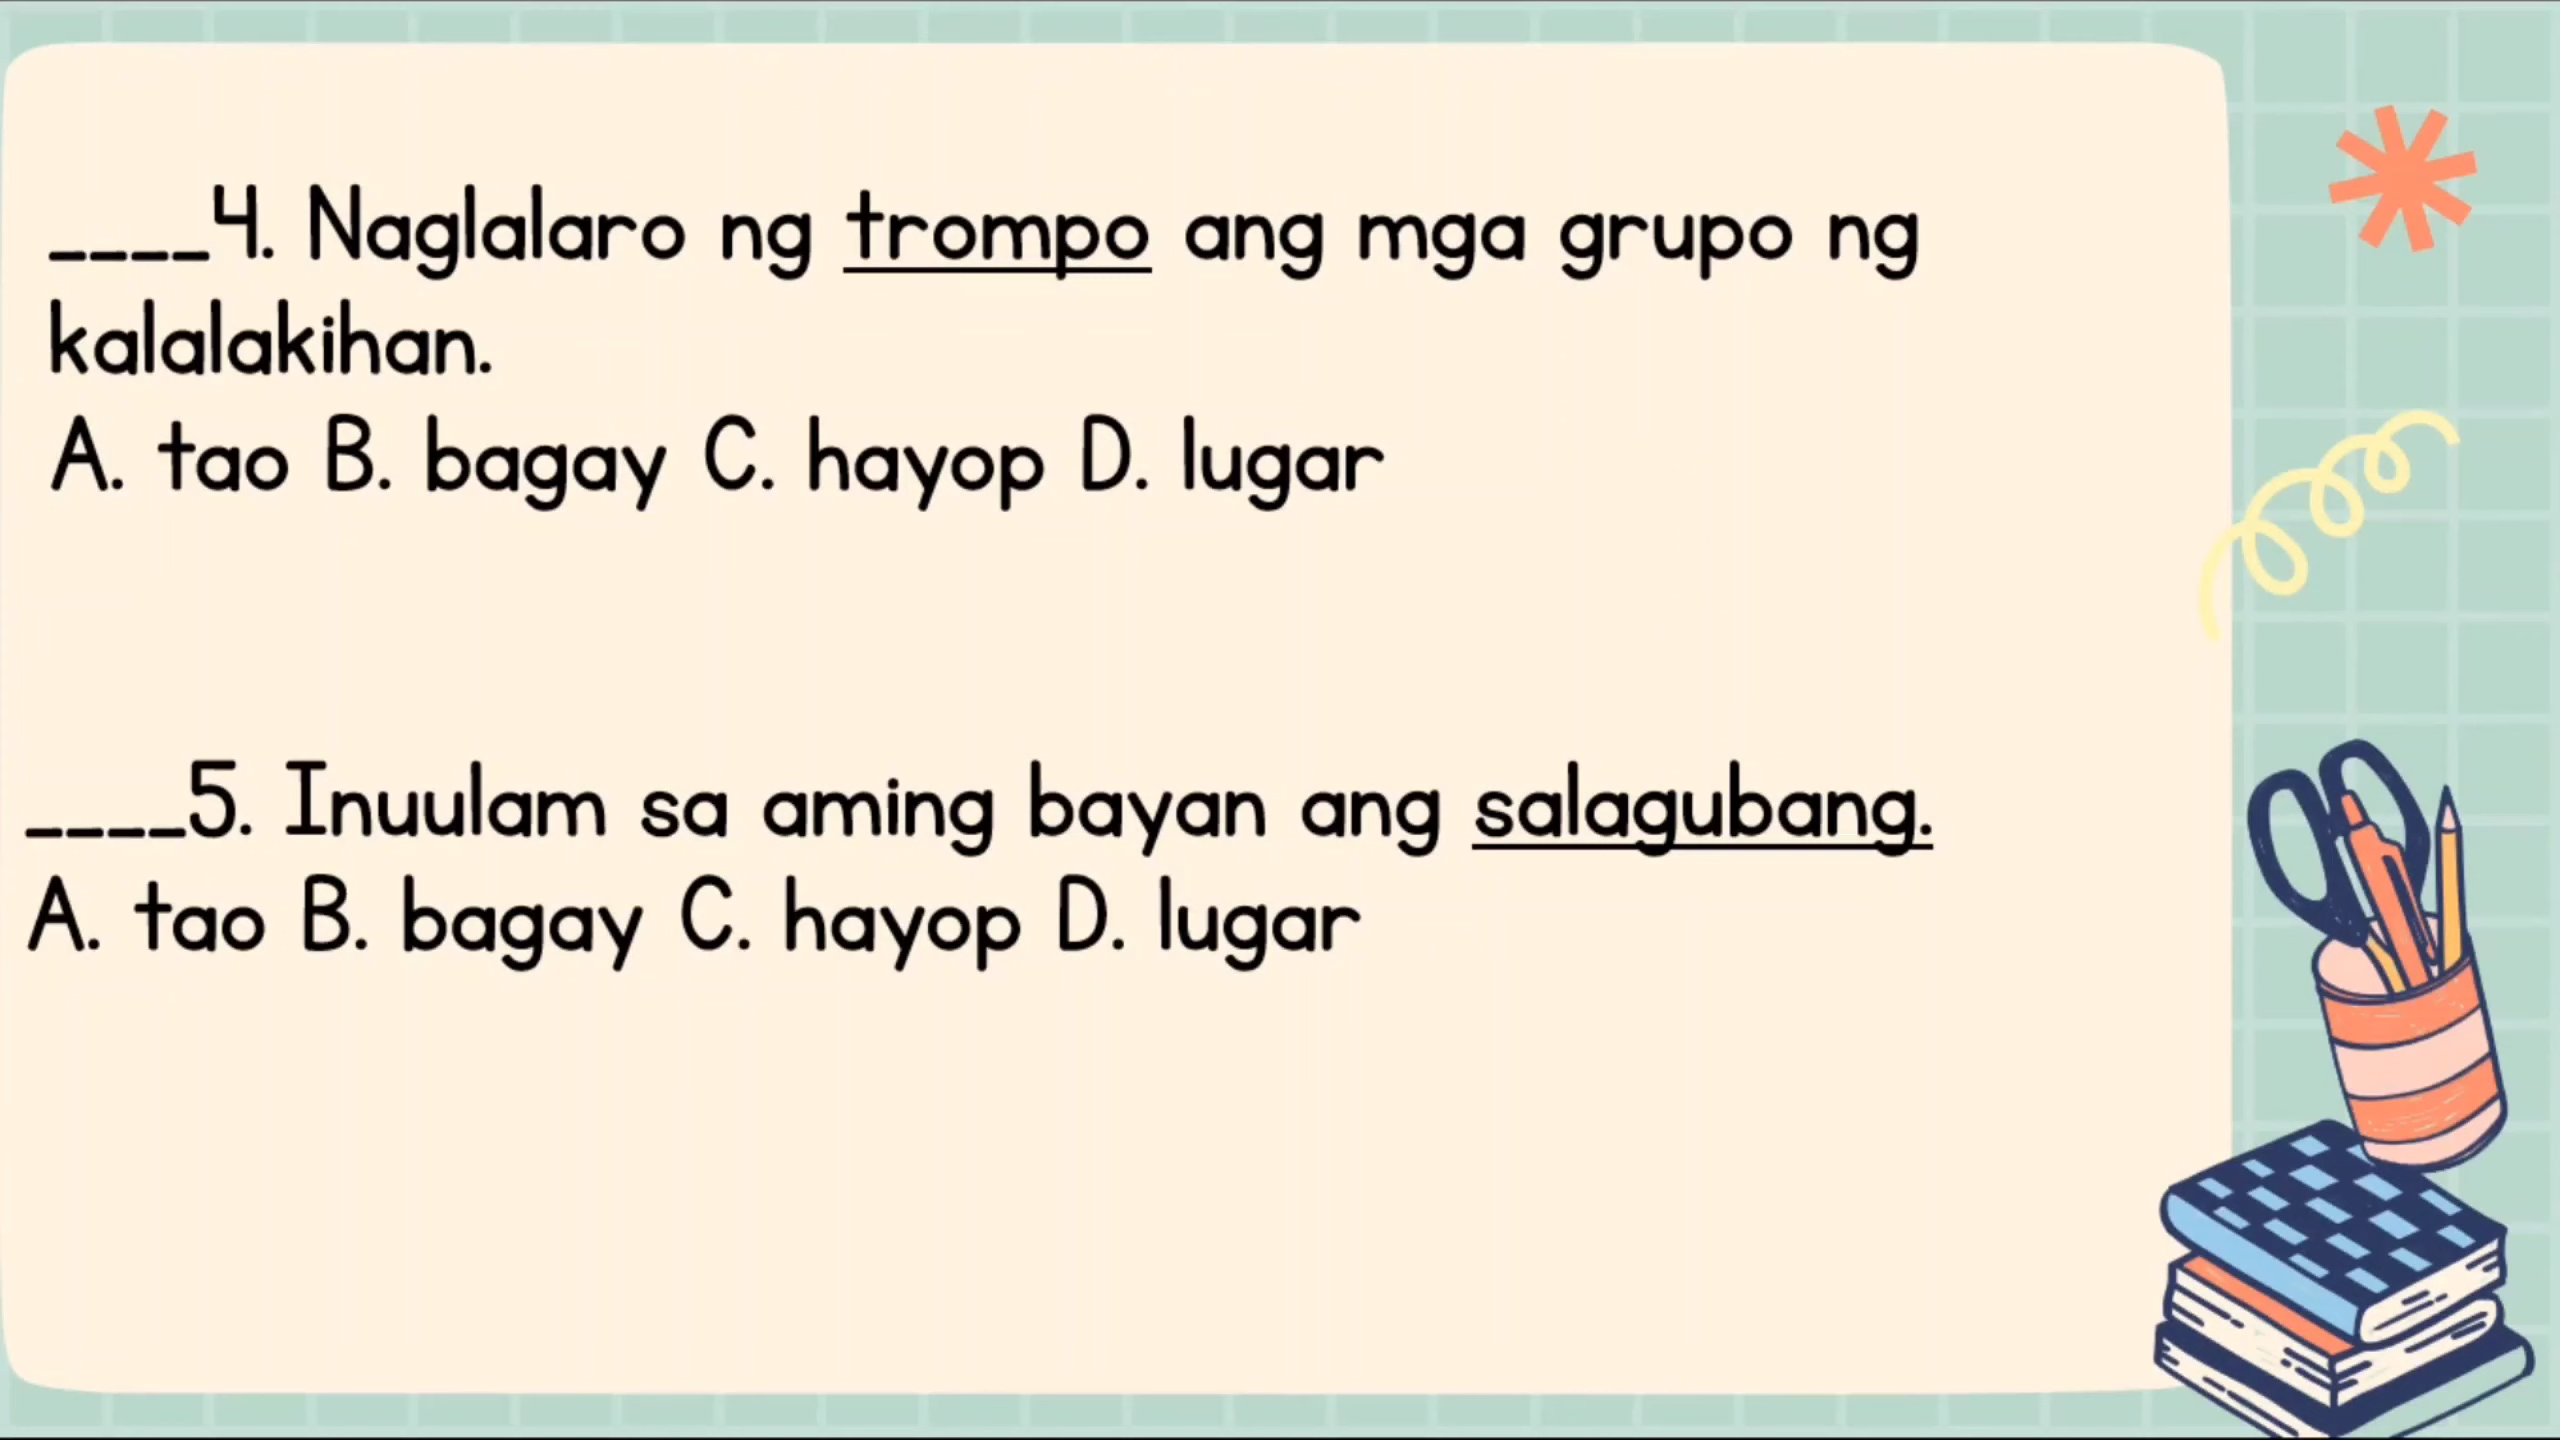 ____4. Naglalaro ng trompo ang mga grupo ng
kalalakihan.
A. tao B. bagay C. hayop D. lugar
____5. Inuulam sa aming bayan ang salagubang.
A. tao B. bagay C. hayop D. lugar